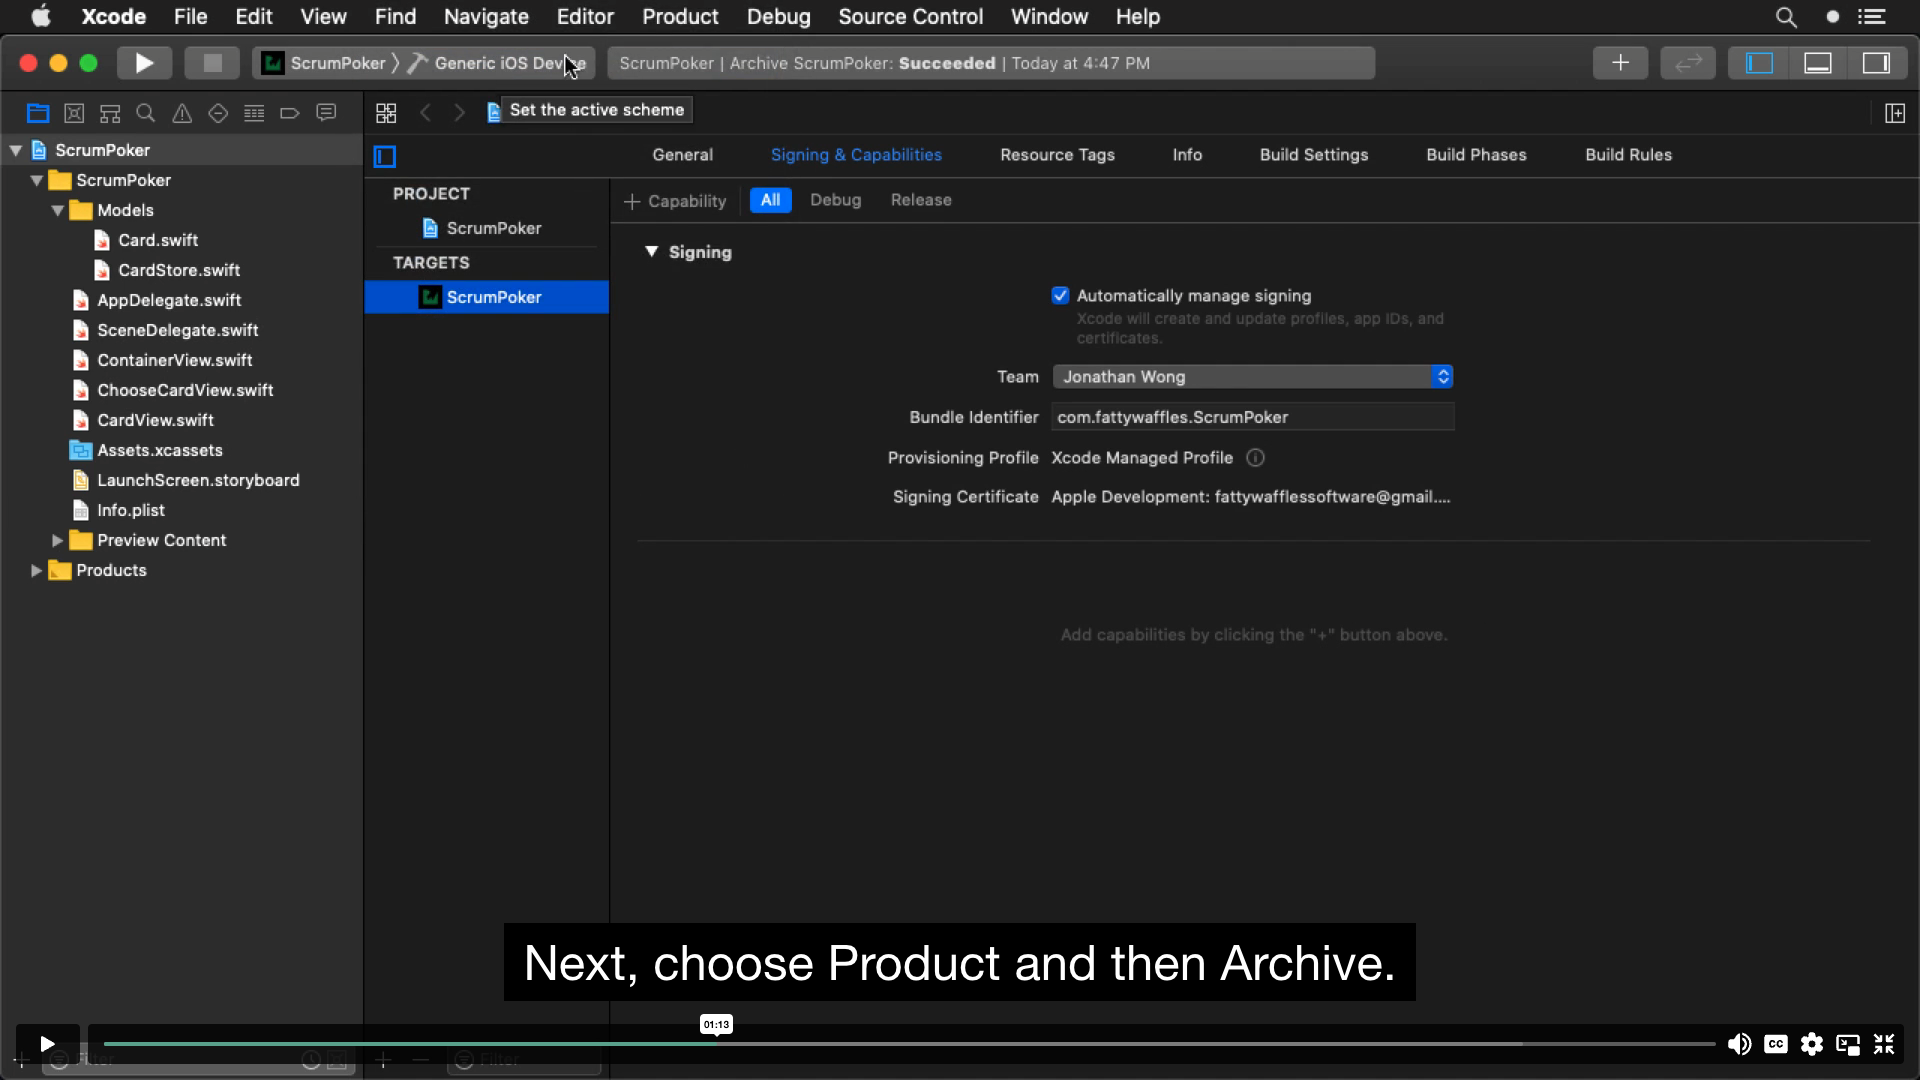 Xcode File Edit View Find Navigate Editor Product Debug Source Control Window Help
ScrumPoker Generic iOS Device
ScrumPoker | Archive ScrumPoker: Succeeded | Today at 4:47 PM
Set the active scheme
ScrumPoker
ScrumPoker
Models
Card.swift
CardStore.swift
AppDelegate.swift
SceneDelegate.swift
ContainerView.swift
ChooseCardView.swift
CardView.swift
Assets.xcassets
LaunchScreen.storyboard
Info.plist
Preview Content
Products
PROJECT
ScrumPoker
TARGETS
ScrumPoker
General Signing & Capabilities Resource Tags Info Build Settings Build Phases Build Rules
+ Capability All Debug Release
Signing
Automatically manage signing
Xcode will create and update profiles, app IDs, and
certificates.
Team Jonathan Wong
Bundle Identifier com.fattywaffles.ScrumPoker
Provisioning Profile Xcode Managed Profile
Signing Certificate Apple Development: fattywafflessoftware@gmail....
Add capabilities by clicking the "+" button above.
Next, choose Product and then Archive.
01:13
CC
Filter
Filter